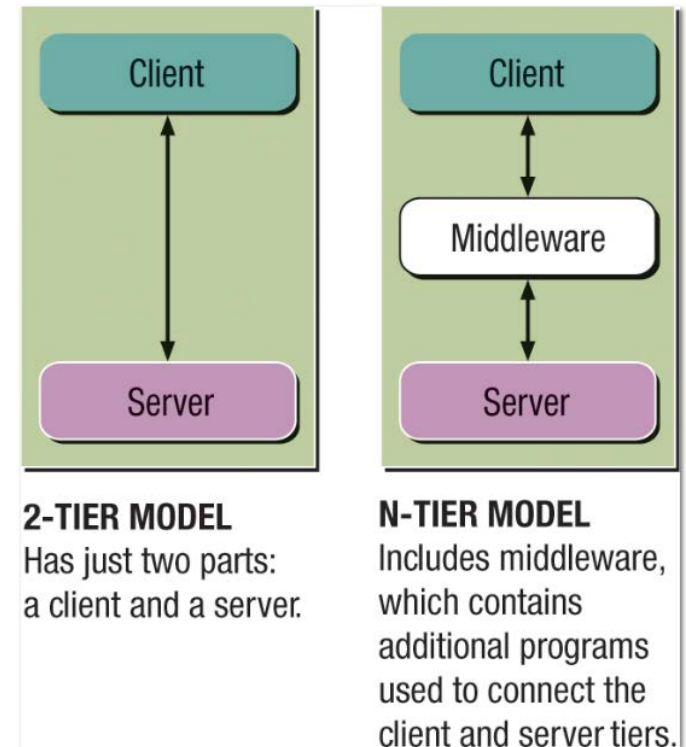 Client
Server
2-TIER MODEL
Has just two parts:
a client and a server.
Client
Middleware
Server
N-TIER MODEL
Includes middleware,
which contains
additional programs
used to connect the
client and server tiers.